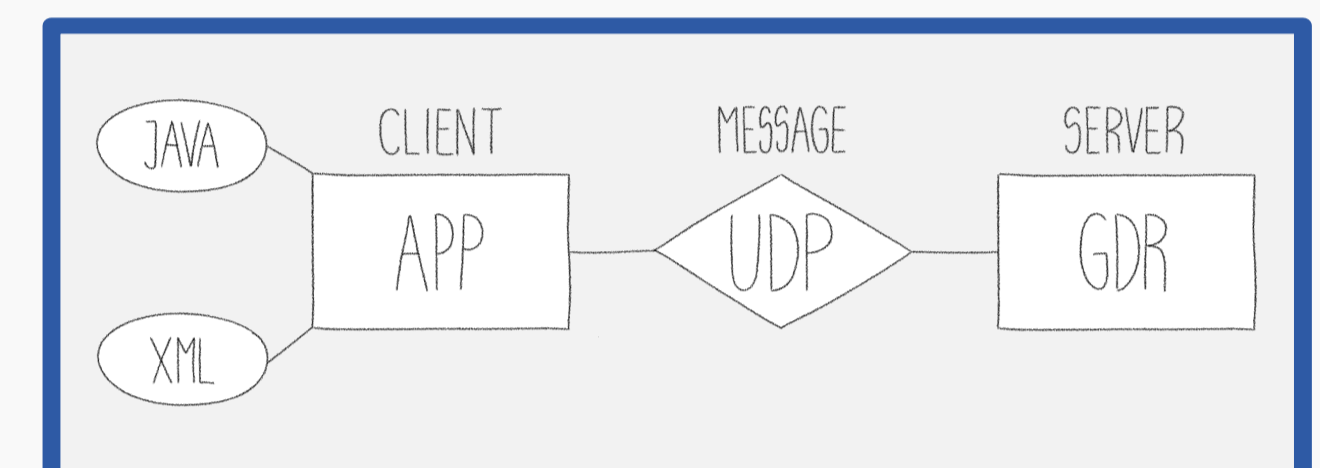 JAVA
CLIENT
MESSAGE
SERVER
APP
UDP
GDR
XML